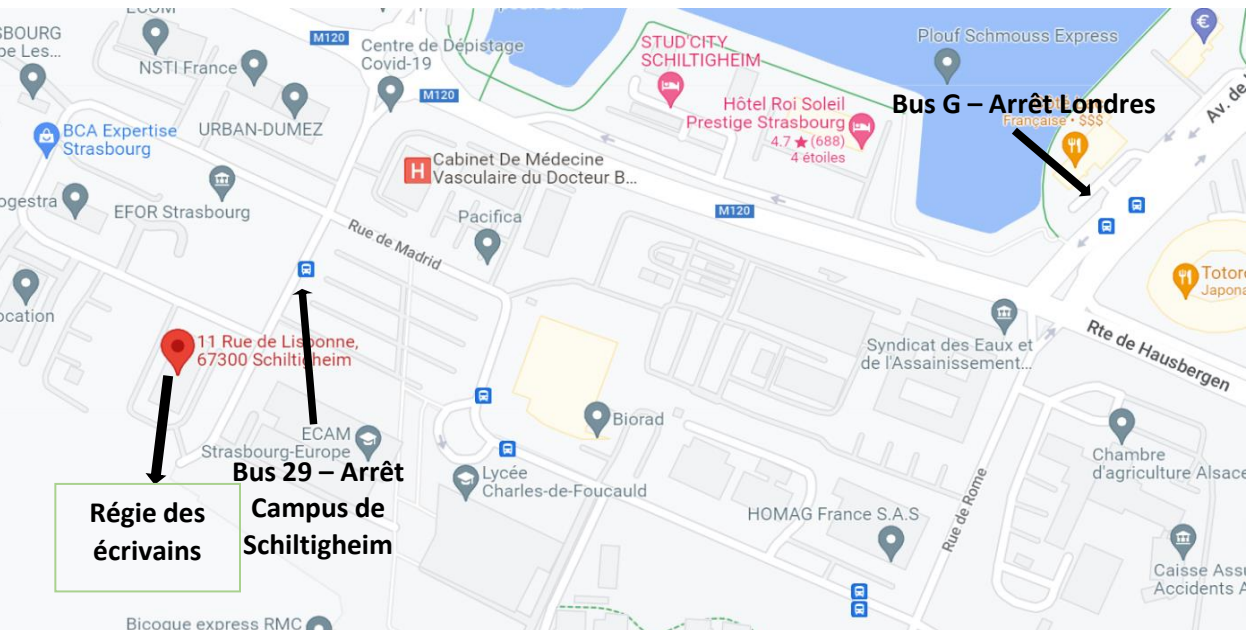 ECOM
SBOURG
pe Les...
NSTI France
M120
Centre de Dépistage
Covid-19
M120
STUD'CITY
SCHILTIGHEIM
Plouf Schmouss Express
€
Hôtel Roi Soleil
Prestige Strasbourg
4.7 ★ (688)
4 étoiles
Bus G – Arrêt Londres
Française • $$$
Av. de
BCA Expertise
Strasbourg
URBAN-DUMEZ
H
Cabinet De Médecine
Vasculaire du Docteur B...
ogestra
EFOR Strasbourg
Pacifica
M120
Rue de Madrid
Totor
Japona
ocation
11 Rue de Lisbonne,
67300 Schiltigheim
Syndicat des Eaux et
de l'Assainissement...
Rte de Hausbergen
Biorad
ECAM
Strasbourg-Europe
Bus 29 – Arrêt
Campus de
Schiltigheim
Lycée
Charles-de-Foucauld
Chambre
d'agriculture Alsace
Régie des
écrivains
HOMAG France S.A.S
Rue de Rome
Caisse Assu
Accidents A
Bicoque express RMC